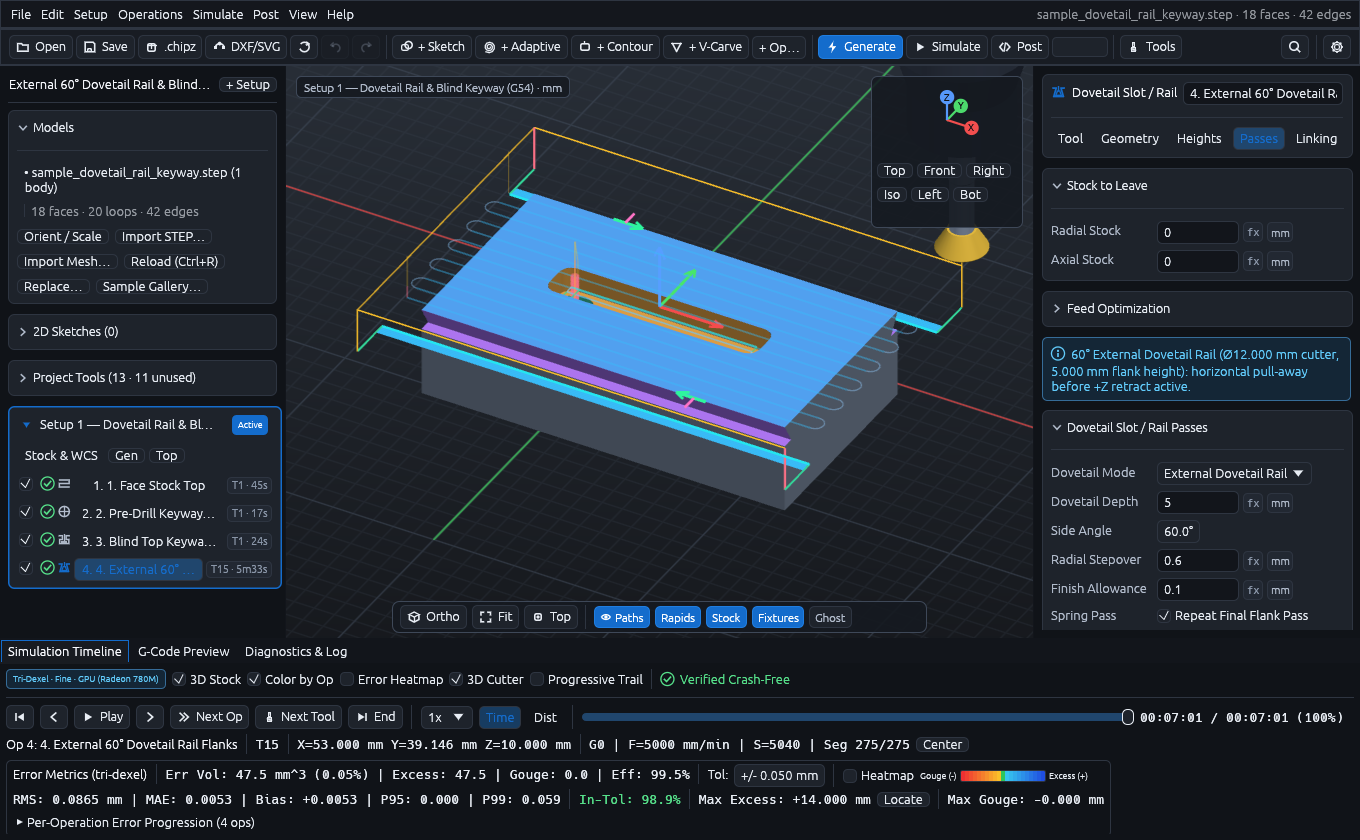 File Edit Setup Operations Simulate Post View Help
sample_dovetail_rail_keyway.step · 18 faces · 42 edges
Open Save .chipz DXF/SVG + Sketch + Adaptive + Contour + V-Carve + Op... Generate Simulate Post Tools
External 60° Dovetail Rail & Blind... + Setup
Models
• sample_dovetail_rail_keyway.step (1
body)
18 faces · 20 loops · 42 edges
Orient / Scale Import STEP...
Import Mesh... Reload (Ctrl+R)
Replace... Sample Gallery...
2D Sketches (0)
Project Tools (13 · 11 unused)
Setup 1 — Dovetail Rail & Bl... Active
Stock & WCS Gen Top
1. 1. Face Stock Top T1 · 45s
2. 2. Pre-Drill Keyway... T1 · 17s
3. 3. Blind Top Keywa... T1 · 24s
4. 4. External 60° ... T15 · 5m33s
Setup 1 — Dovetail Rail & Blind Keyway (G54) · mm
Z
Y
X
Top Front Right
Iso Left Bot
Ortho Fit Top Paths Rapids Stock Fixtures Ghost
Dovetail Slot / Rail 4. External 60° Dovetail R
Tool Geometry Heights Passes Linking
Stock to Leave
Radial Stock 0 fx mm
Axial Stock 0 fx mm
Feed Optimization
60° External Dovetail Rail (Ø12.000 mm cutter,
5.000 mm flank height): horizontal pull-away
before +Z retract active.
Dovetail Slot / Rail Passes
Dovetail Mode External Dovetail Rail
Dovetail Depth 5 fx mm
Side Angle 60.0°
Radial Stepover 0.6 fx mm
Finish Allowance 0.1 fx mm
Spring Pass Repeat Final Flank Pass
Simulation Timeline G-Code Preview Diagnostics & Log
Tri-Dexel · Fine · GPU (Radeon 780M) 3D Stock Color by Op Error Heatmap 3D Cutter Progressive Trail Verified Crash-Free
Play Next Op Next Tool End 1x Time Dist 00:07:01 / 00:07:01 (100%)
Op 4: 4. External 60° Dovetail Rail Flanks T15 X=53.000 mm Y=39.146 mm Z=10.000 mm G0 | F=5000 mm/min | S=5040 | Seg 275/275 Center
Error Metrics (tri-dexel) Err Vol: 47.5 mm^3 (0.05%) | Excess: 47.5 | Gouge: 0.0 | Eff: 99.5% Tol: +/- 0.050 mm Heatmap Gouge (-) Excess (+)
RMS: 0.0865 mm | MAE: 0.0053 | Bias: +0.0053 | P95: 0.000 | P99: 0.059 In-Tol: 98.9% Max Excess: +14.000 mm Locate Max Gouge: -0.000 mm
Per-Operation Error Progression (4 ops)